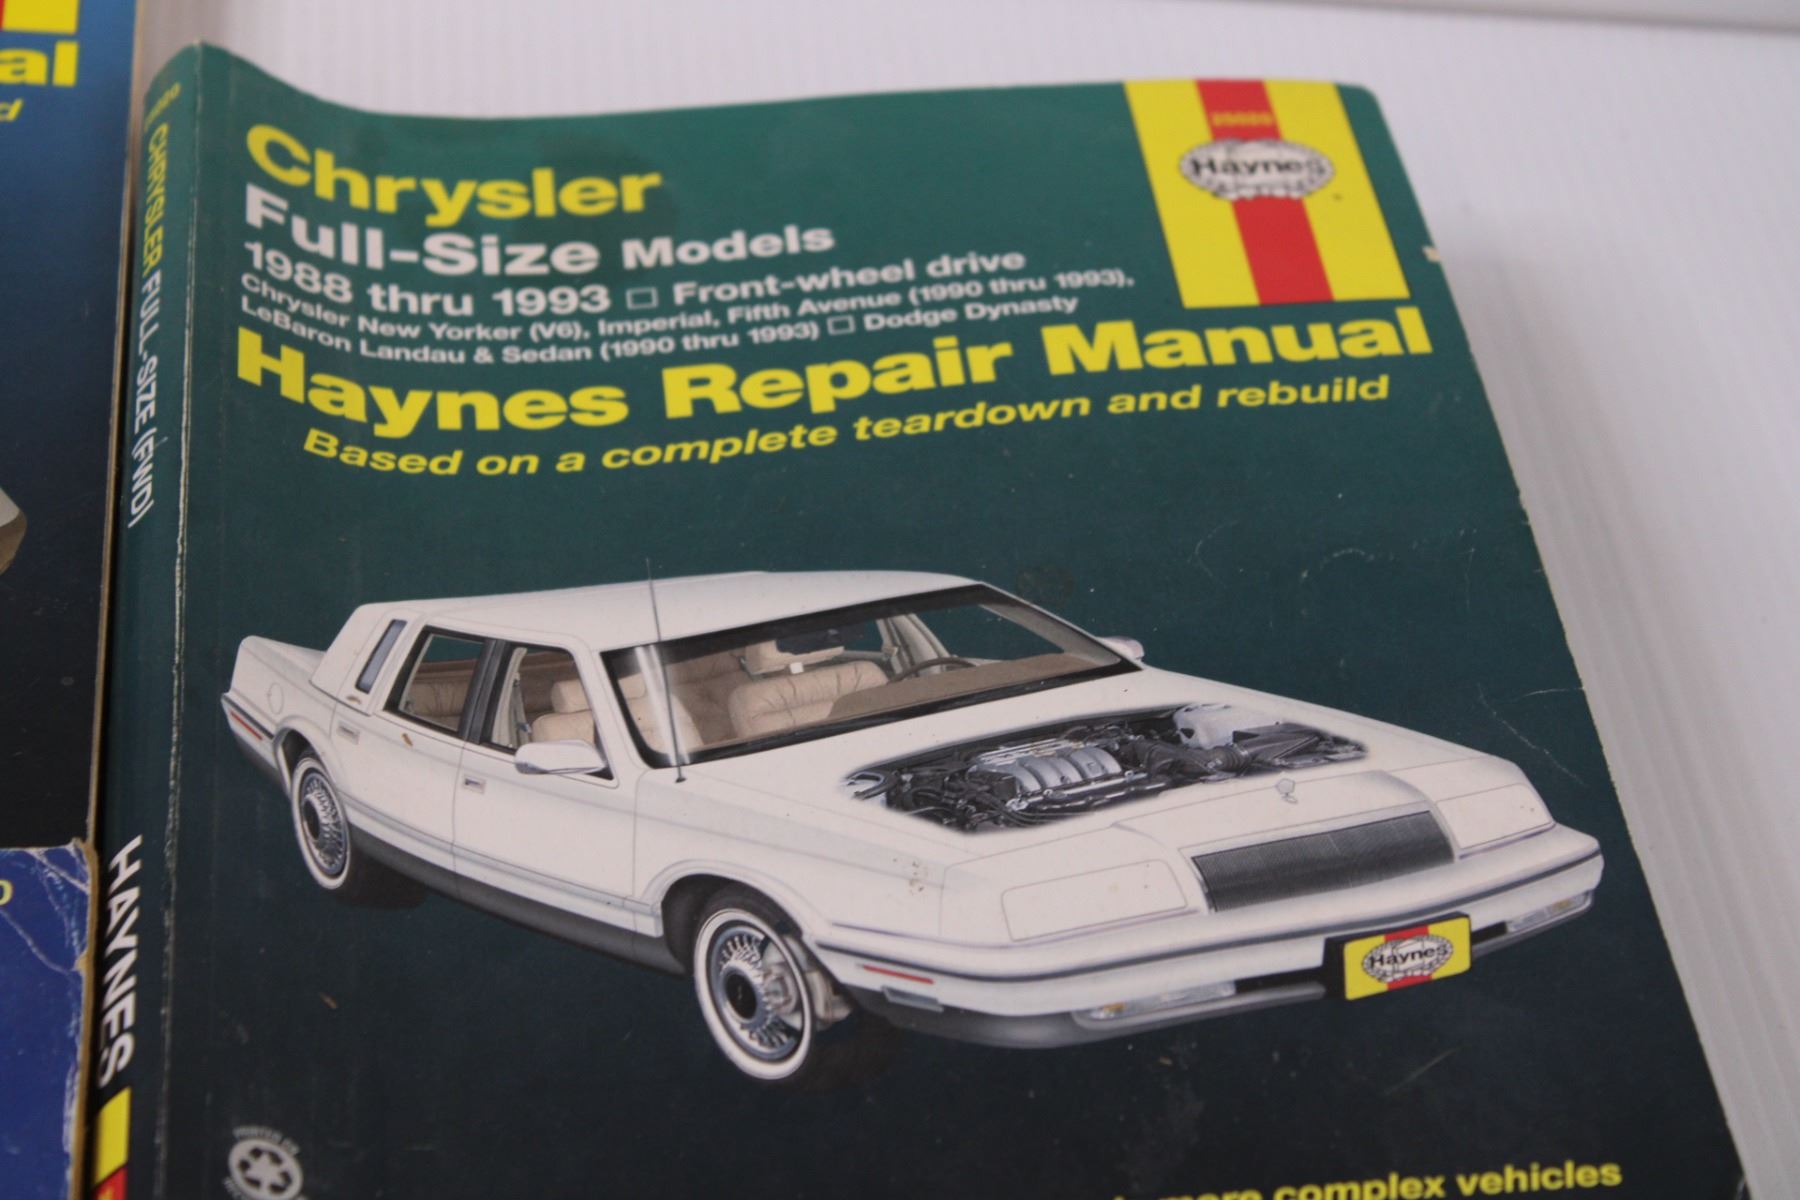 al
d
CHRYSLER FULL-SIZE (FWD)
HAYNES
Chrysler
Full-Size Models
1988 thru 1993 □ Front-wheel drive
Chrysler New Yorker (V6), Imperial, Fifth Avenue (1990 thru 1993),
LeBaron Landau & Sedan (1990 thru 1993) □ Dodge Dynasty
Haynes Repair Manual
Based on a complete teardown and rebuild
25020
Haynes
Haynes
more complex vehicles